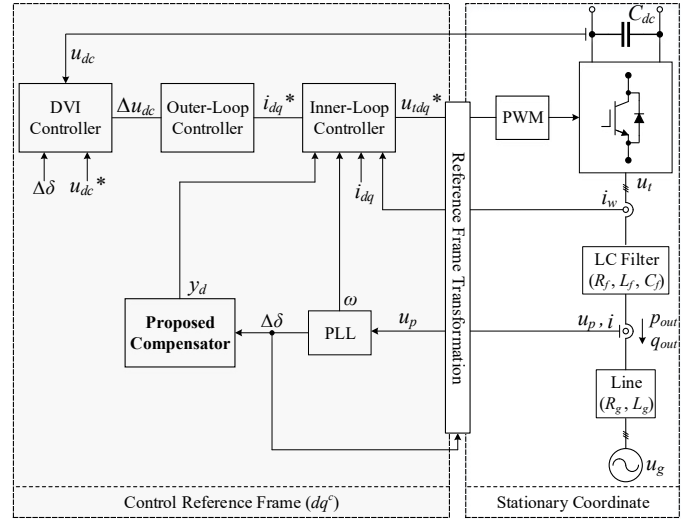 C_dc
u_dc
DVI
Controller
Δu_dc
Outer-Loop
Controller
i_dq*
Inner-Loop
Controller
u_tdq*
PWM
Δδ
u_dc*
i_dq
u_t
i_w
Reference Frame Transformation
LC Filter
(R_f, L_f, C_f)
y_d
ω
Proposed
Compensator
Δδ
PLL
u_p
u_p, i
p_out
q_out
Line
(R_g, L_g)
u_g
Control Reference Frame (dq^c)
Stationary Coordinate